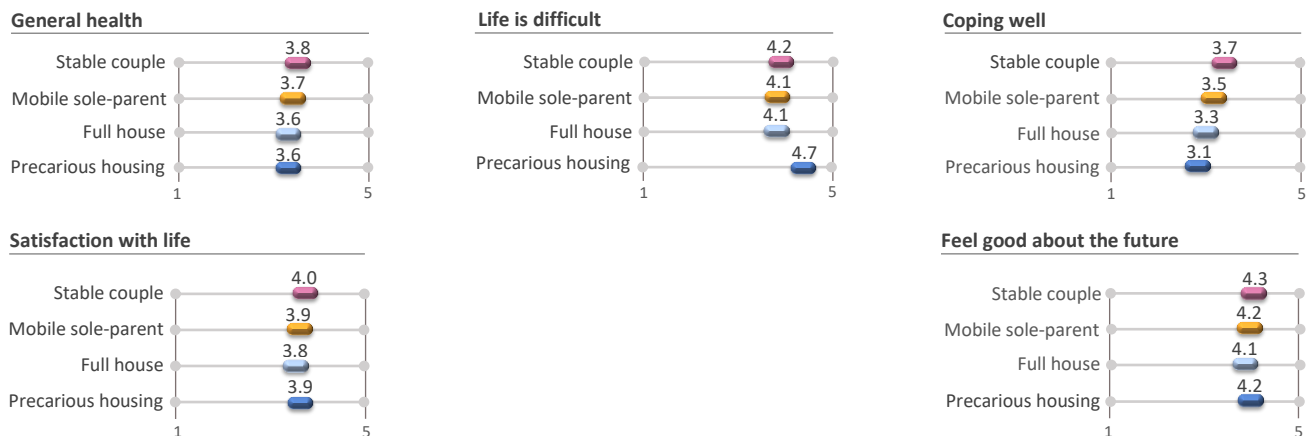 General health
3.8
Stable couple
3.7
Mobile sole-parent
3.6
Full house
3.6
Precarious housing
1 5
Life is difficult
4.2
Stable couple
4.1
Mobile sole-parent
4.1
Full house
4.7
Precarious housing
1 5
Coping well
3.7
Stable couple
3.5
Mobile sole-parent
3.3
Full house
3.1
Precarious housing
1 5
Satisfaction with life
4.0
Stable couple
3.9
Mobile sole-parent
3.8
Full house
3.9
Precarious housing
1 5
Feel good about the future
4.3
Stable couple
4.2
Mobile sole-parent
4.1
Full house
4.2
Precarious housing
1 5